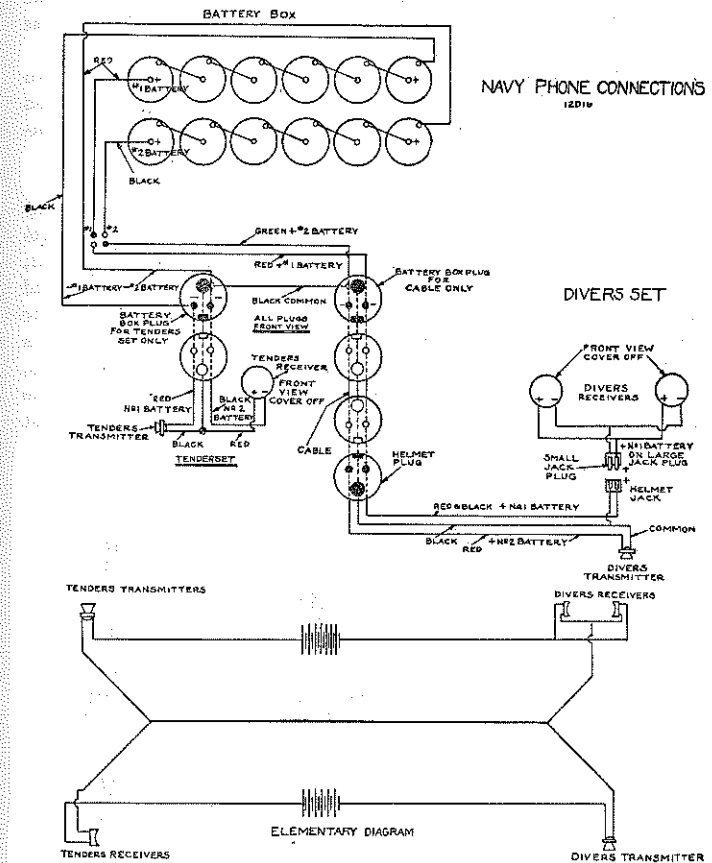 BATTERY BOX
RED
#1 BATTERY
NAVY PHONE CONNECTIONS
12D16
#2 BATTERY
BLACK
BLACK
#1
#2
GREEN + #2 BATTERY
RED + #1 BATTERY
-#1 BATTERY
-#2 BATTERY
BATTERY BOX PLUG
FOR
CABLE ONLY
BLACK COMMON
BATTERY
BOX PLUG
FOR TENDERS
SET ONLY
ALL PLUGS
FRONT VIEW
DIVERS SET
TENDERS
RECEIVER
FRONT
VIEW
COVER OFF
FRONT VIEW
COVER OFF
DIVERS
RECEIVERS
RED
NO1 BATTERY
BLACK
NO 2
BATTERY
TENDERS
TRANSMITTER
BLACK
RED
TENDERSET
CABLE
HELMET
PLUG
SMALL
JACK
PLUG
+NO1 BATTERY
ON LARGE
JACK PLUG
HELMET
JACK
RED & BLACK + NO1 BATTERY
BLACK
RED
+NO2 BATTERY
COMMON
DIVERS
TRANSMITTER
TENDERS TRANSMITTERS
DIVERS RECEIVERS
ELEMENTARY DIAGRAM
TENDERS RECEIVERS
DIVERS TRANSMITTER